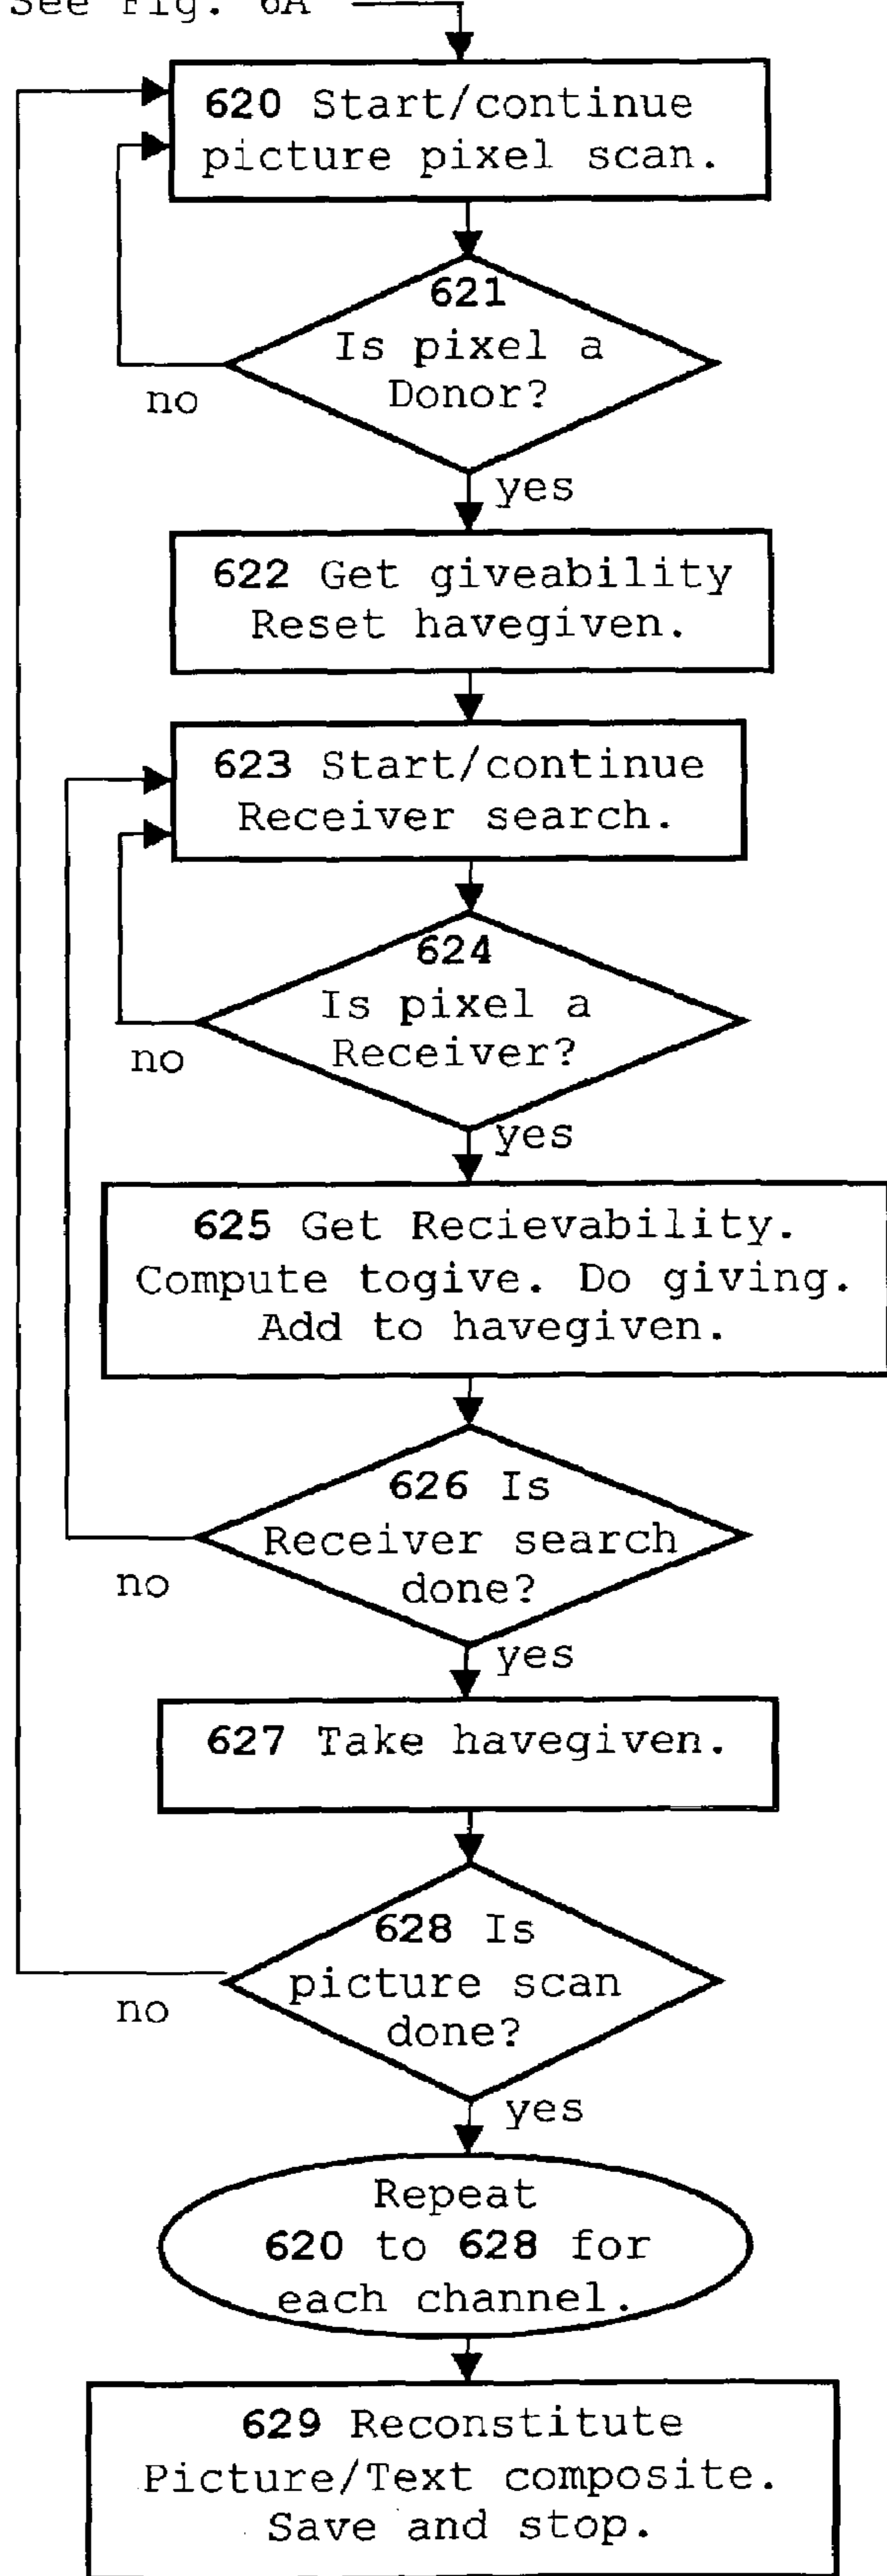 See Fig. 6A
620 Start/continue
picture pixel scan.
621
Is pixel a
Donor?
no
yes
622 Get giveability
Reset havegiven.
623 Start/continue
Receiver search.
624
Is pixel a
Receiver?
no
yes
625 Get Recievability.
Compute togive. Do giving.
Add to havegiven.
626 Is
Receiver search
done?
no
yes
627 Take havegiven.
628 Is
picture scan
done?
no
yes
Repeat
620 to 628 for
each channel.
629 Reconstitute
Picture/Text composite.
Save and stop.